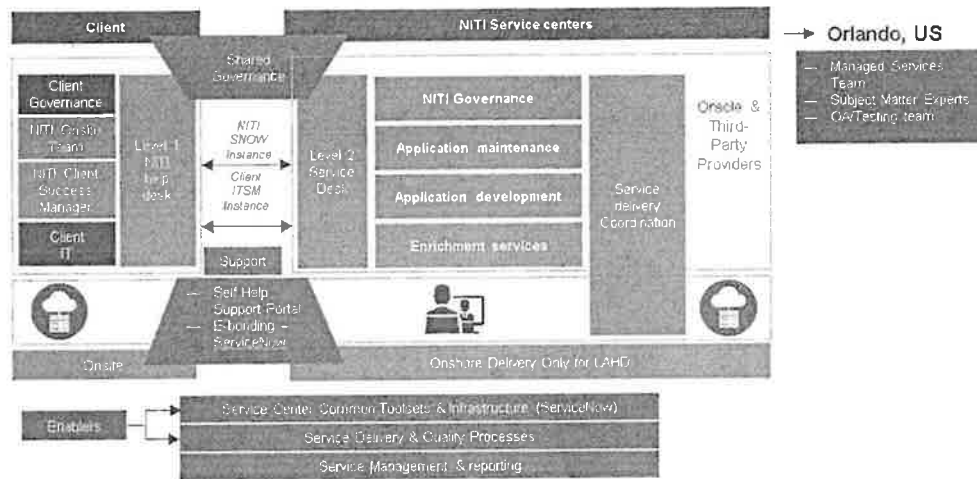 Client
NITI Service centers
Orlando, US
— Managed Services
Team
— Subject Matter Experts
— QA/Testing team
Shared
Governance
Client
Governance
NITI Onsite
Team
NITI Client
Success
Manager
Client
IT
Level 1
NITI
help
desk
NITI
SNOW
Instance
Client
ITSM
Instance
Level 2
Service
Desk
NITI Governance
Application maintenance
Application development
Enrichment services
Service
delivery
Coordination
Oracle &
Third-
Party
Providers
Support
— Self Help
Support Portal
— E-bonding –
ServiceNow
Onsite
Onshore Delivery Only for LAHD
Enablers
Service Center Common Toolsets & Infrastructure (ServiceNow)
Service Delivery & Quality Processes
Service Management & reporting